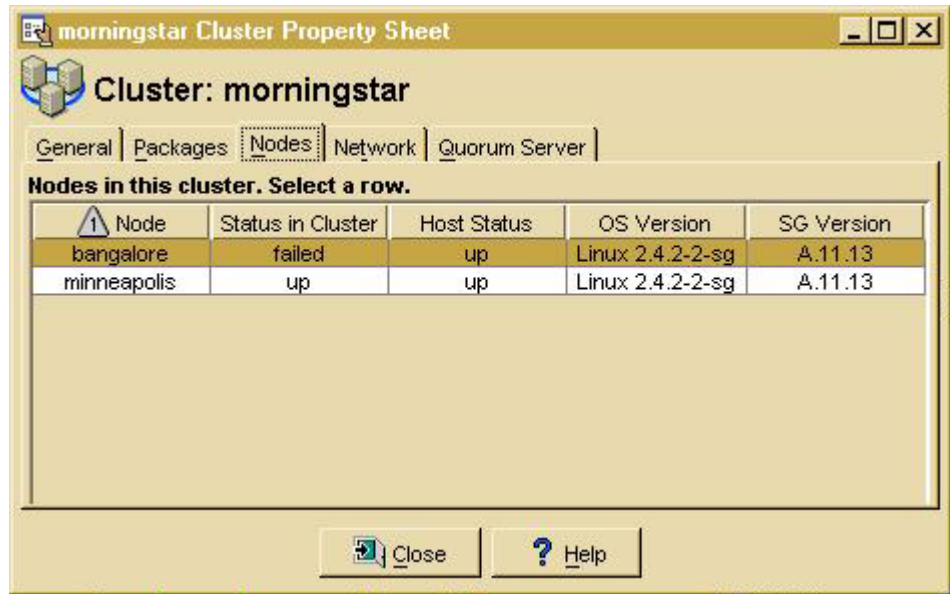 morningstar Cluster Property Sheet
Cluster: morningstar
General Packages Nodes Network Quorum Server
Nodes in this cluster. Select a row.
1 Node Status in Cluster Host Status OS Version SG Version
bangalore failed up Linux 2.4.2-2-sg A.11.13
minneapolis up up Linux 2.4.2-2-sg A.11.13
Close ? Help